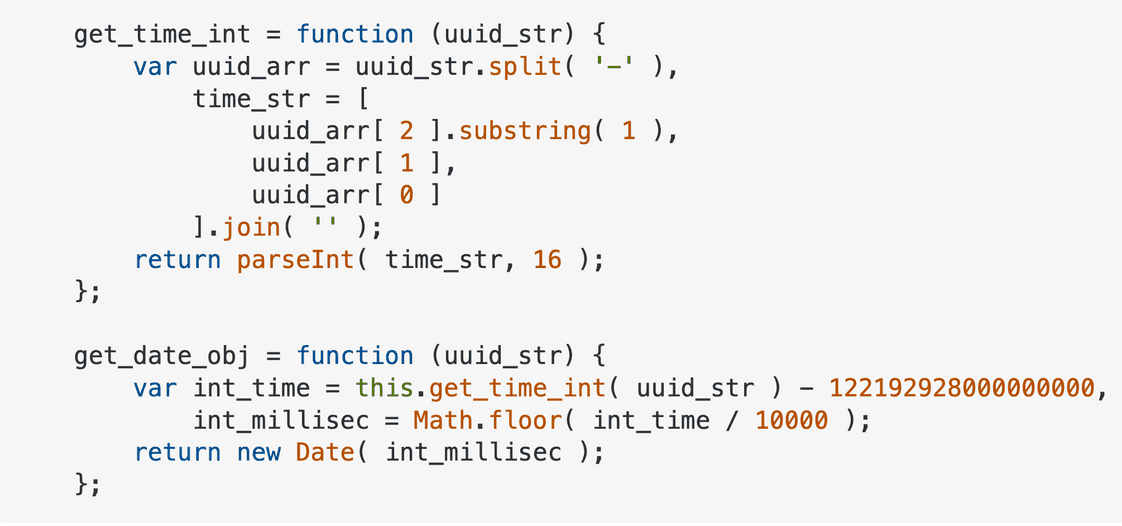 get_time_int = function (uuid_str) {
    var uuid_arr = uuid_str.split( '-' ),
        time_str = [
            uuid_arr[ 2 ].substring( 1 ),
            uuid_arr[ 1 ],
            uuid_arr[ 0 ]
        ].join( '' );
    return parseInt( time_str, 16 );
};

get_date_obj = function (uuid_str) {
    var int_time = this.get_time_int( uuid_str ) - 122192928000000000,
        int_millisec = Math.floor( int_time / 10000 );
    return new Date( int_millisec );
};